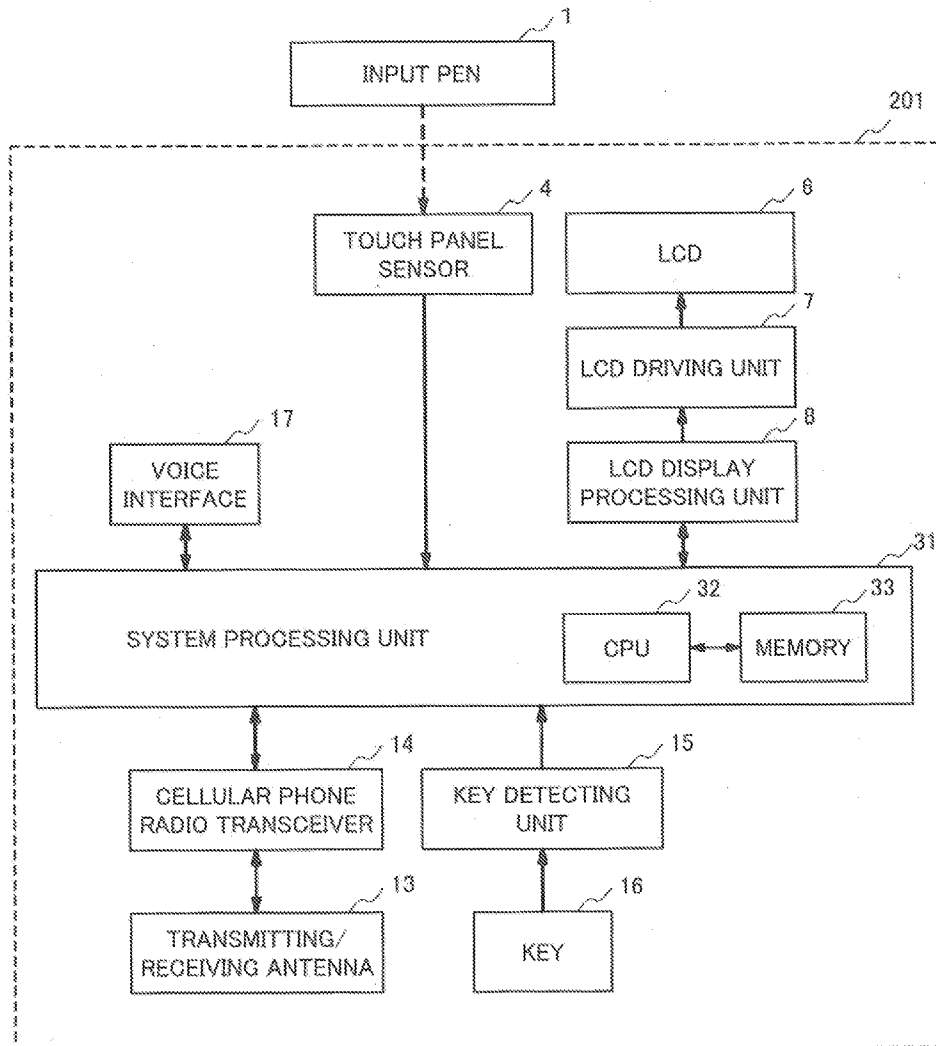 1
INPUT PEN
201
4
TOUCH PANEL
SENSOR
6
LCD
7
LCD DRIVING UNIT
8
LCD DISPLAY
PROCESSING UNIT
17
VOICE
INTERFACE
31
SYSTEM PROCESSING UNIT
32
CPU
33
MEMORY
14
CELLULAR PHONE
RADIO TRANSCEIVER
15
KEY DETECTING
UNIT
13
TRANSMITTING/
RECEIVING ANTENNA
16
KEY